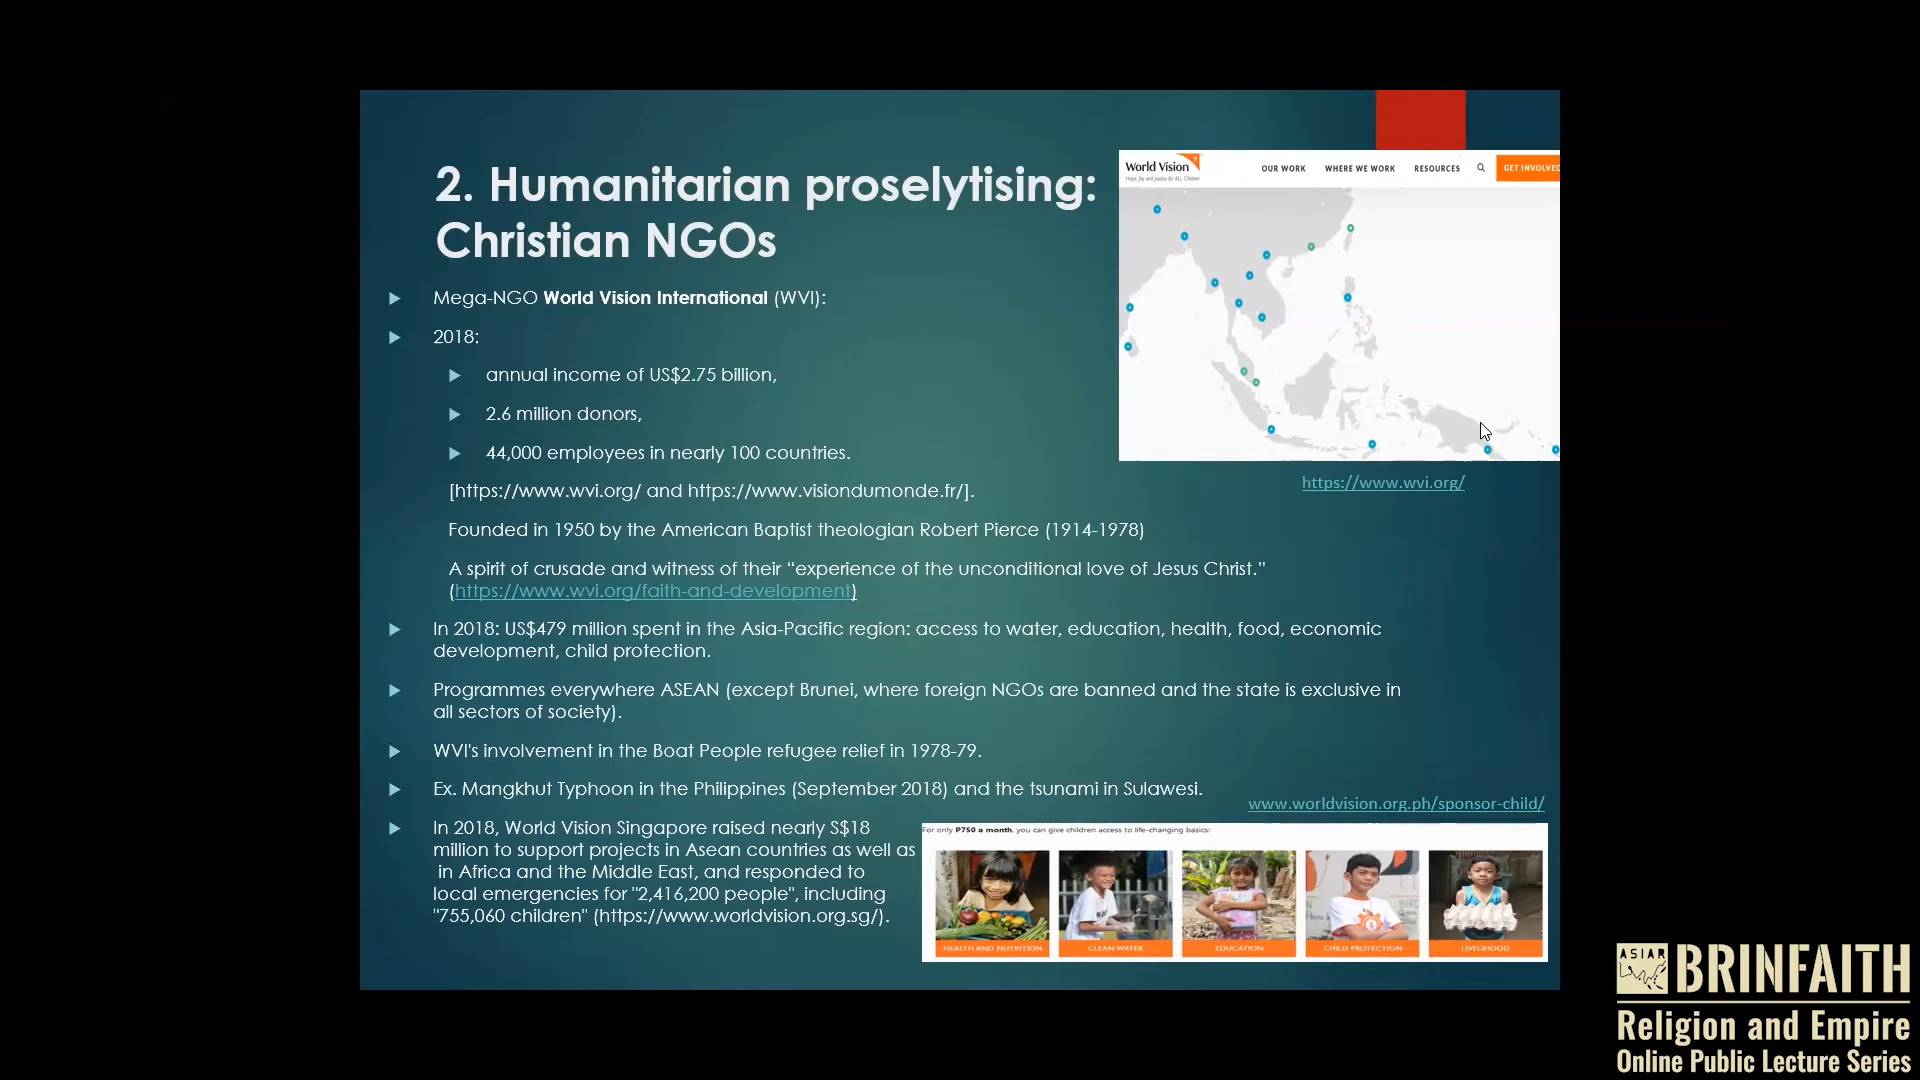 2. Humanitarian proselytising:
Christian NGOs
Mega-NGO World Vision International (WVI):
2018:
annual income of US$2.75 billion,
2.6 million donors,
44,000 employees in nearly 100 countries.
[https://www.wvi.org/ and https://www.visiondumonde.fr/].
Founded in 1950 by the American Baptist theologian Robert Pierce (1914-1978)
A spirit of crusade and witness of their “experience of the unconditional love of Jesus Christ.”
(https://www.wvi.org/faith-and-development)
In 2018: US$479 million spent in the Asia-Pacific region: access to water, education, health, food, economic
development, child protection.
Programmes everywhere ASEAN (except Brunei, where foreign NGOs are banned and the state is exclusive in
all sectors of society).
WVI's involvement in the Boat People refugee relief in 1978-79.
Ex. Mangkhut Typhoon in the Philippines (September 2018) and the tsunami in Sulawesi.
In 2018, World Vision Singapore raised nearly S$18
million to support projects in Asean countries as well as
in Africa and the Middle East, and responded to
local emergencies for "2,416,200 people", including
"755,060 children" (https://www.worldvision.org.sg/).
World Vision
Hope, Joy and Justice for ALL Children
OUR WORK WHERE WE WORK RESOURCES GET INVOLVED
https://www.wvi.org/
www.worldvision.org.ph/sponsor-child/
For only P750 a month, you can give children access to life-changing basics:
HEALTH AND NUTRITION CLEAN WATER EDUCATION CHILD PROTECTION LIVELIHOOD
ASIAR BRINFAITH
Religion and Empire
Online Public Lecture Series